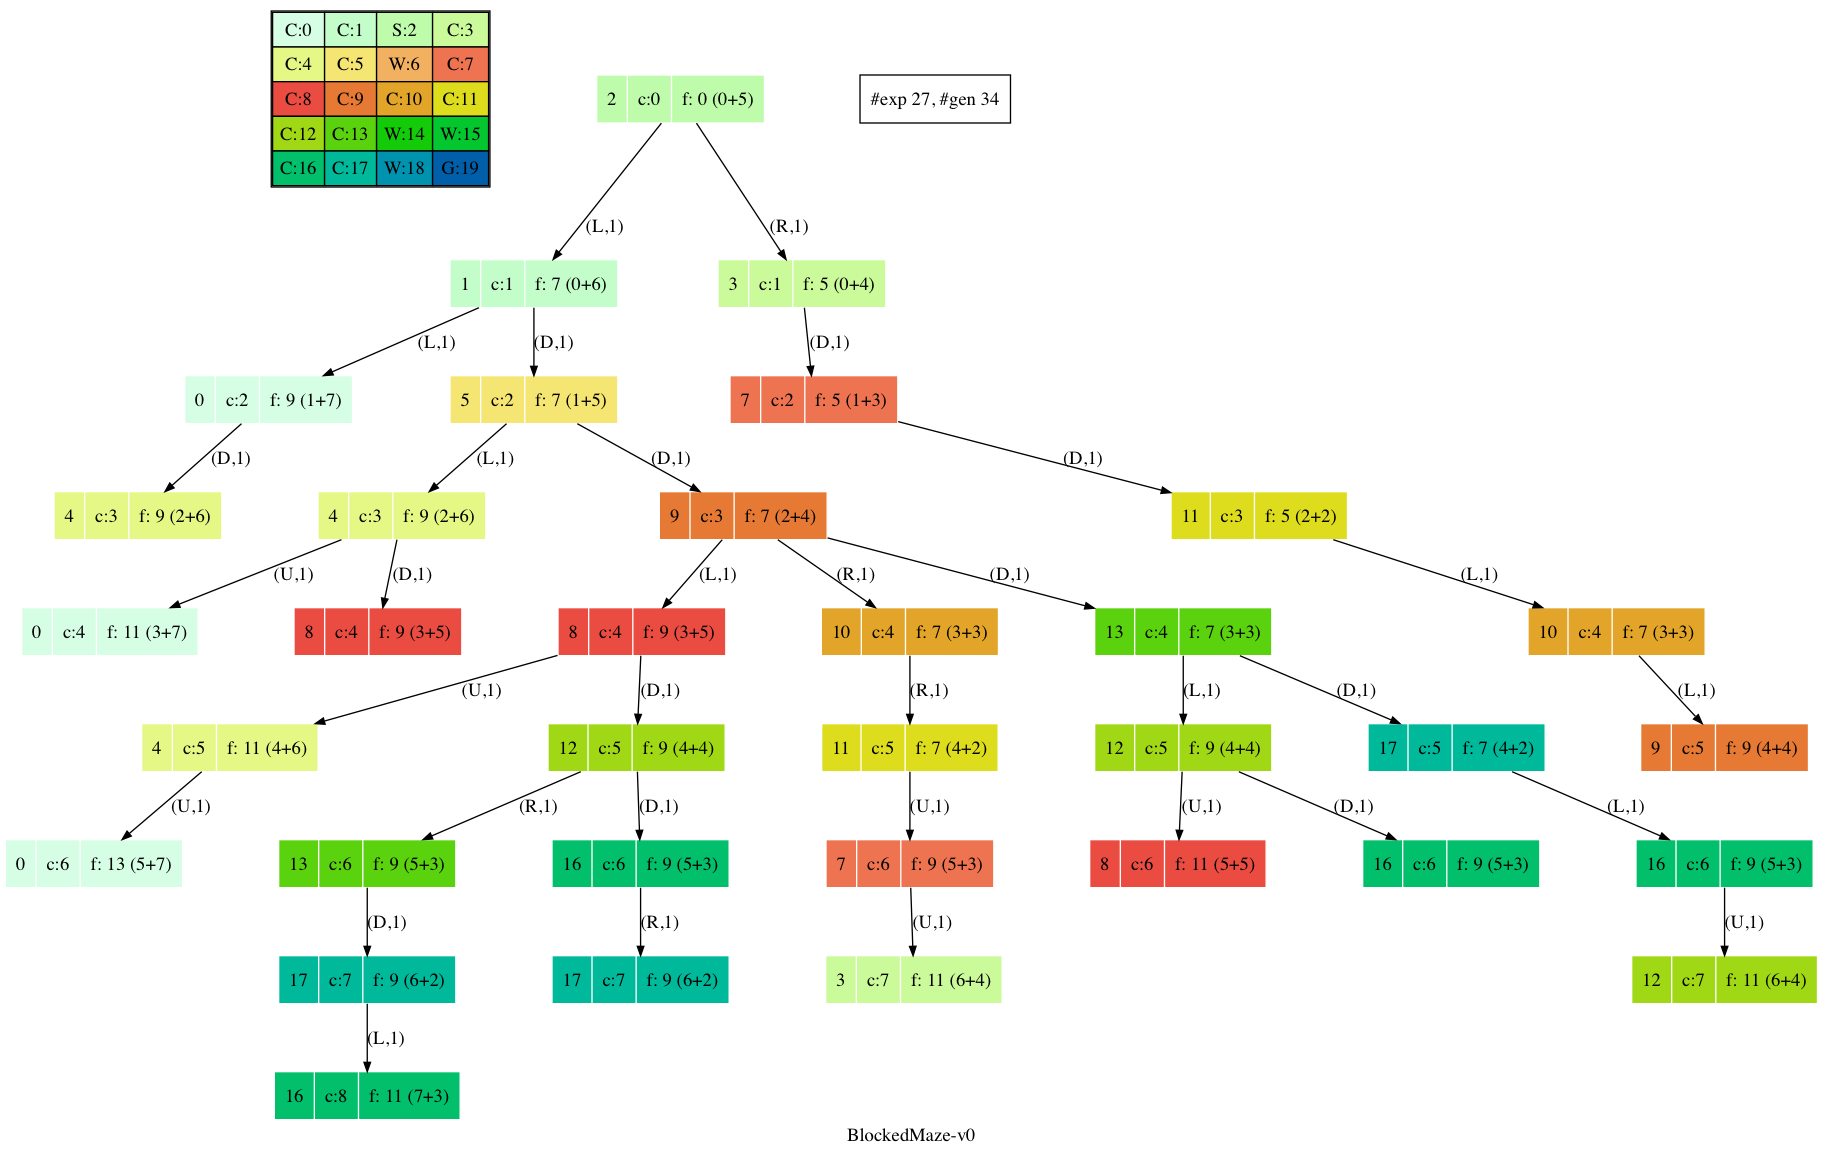 C:0 C:1 S:2 C:3
C:4 C:5 W:6 C:7
C:8 C:9 C:10 C:11
C:12 C:13 W:14 W:15
C:16 C:17 W:18 G:19
2 c:0 f: 0 (0+5)
#exp 27, #gen 34
(L,1) (R,1)
1 c:1 f: 7 (0+6)
3 c:1 f: 5 (0+4)
(L,1) (D,1) (D,1)
0 c:2 f: 9 (1+7)
5 c:2 f: 7 (1+5)
7 c:2 f: 5 (1+3)
(D,1) (L,1) (D,1) (D,1)
4 c:3 f: 9 (2+6)
4 c:3 f: 9 (2+6)
9 c:3 f: 7 (2+4)
11 c:3 f: 5 (2+2)
(U,1) (D,1) (L,1) (R,1) (D,1) (L,1)
0 c:4 f: 11 (3+7)
8 c:4 f: 9 (3+5)
8 c:4 f: 9 (3+5)
10 c:4 f: 7 (3+3)
13 c:4 f: 7 (3+3)
10 c:4 f: 7 (3+3)
(U,1) (D,1) (R,1) (L,1) (D,1) (L,1)
4 c:5 f: 11 (4+6)
12 c:5 f: 9 (4+4)
11 c:5 f: 7 (4+2)
12 c:5 f: 9 (4+4)
17 c:5 f: 7 (4+2)
9 c:5 f: 9 (4+4)
(U,1) (R,1) (D,1) (U,1) (U,1) (D,1) (L,1)
0 c:6 f: 13 (5+7)
13 c:6 f: 9 (5+3)
16 c:6 f: 9 (5+3)
7 c:6 f: 9 (5+3)
8 c:6 f: 11 (5+5)
16 c:6 f: 9 (5+3)
16 c:6 f: 9 (5+3)
(D,1) (R,1) (U,1) (U,1)
17 c:7 f: 9 (6+2)
17 c:7 f: 9 (6+2)
3 c:7 f: 11 (6+4)
12 c:7 f: 11 (6+4)
(L,1)
16 c:8 f: 11 (7+3)
BlockedMaze-v0